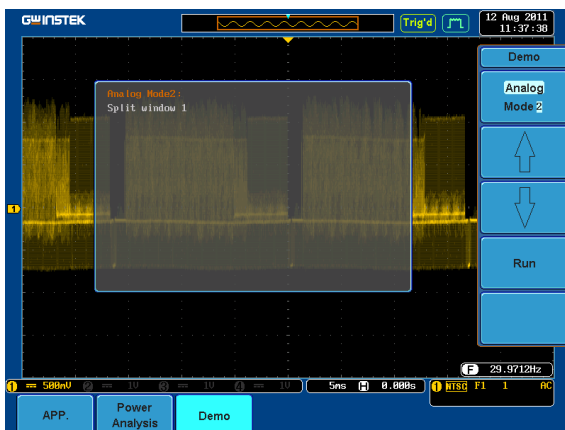 GWINSTEK
Trig'd
12 Aug 2011
11:37:38
Demo
Analog
Mode 2
Analog Mode2:
Split window 1
1
Run
F 29.9712Hz
1 == 500mV 2 == 1V 3 == 1V 4 == 1V
5ms H 0.000s
1 NTSC F1 1 AC
APP.
Power
Analysis
Demo